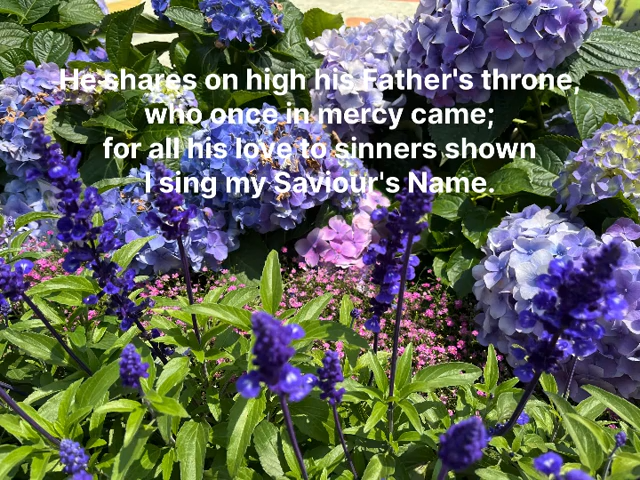 He shares on high his Father's throne,
who once in mercy came;
for all his love to sinners shown
I sing my Saviour's Name.